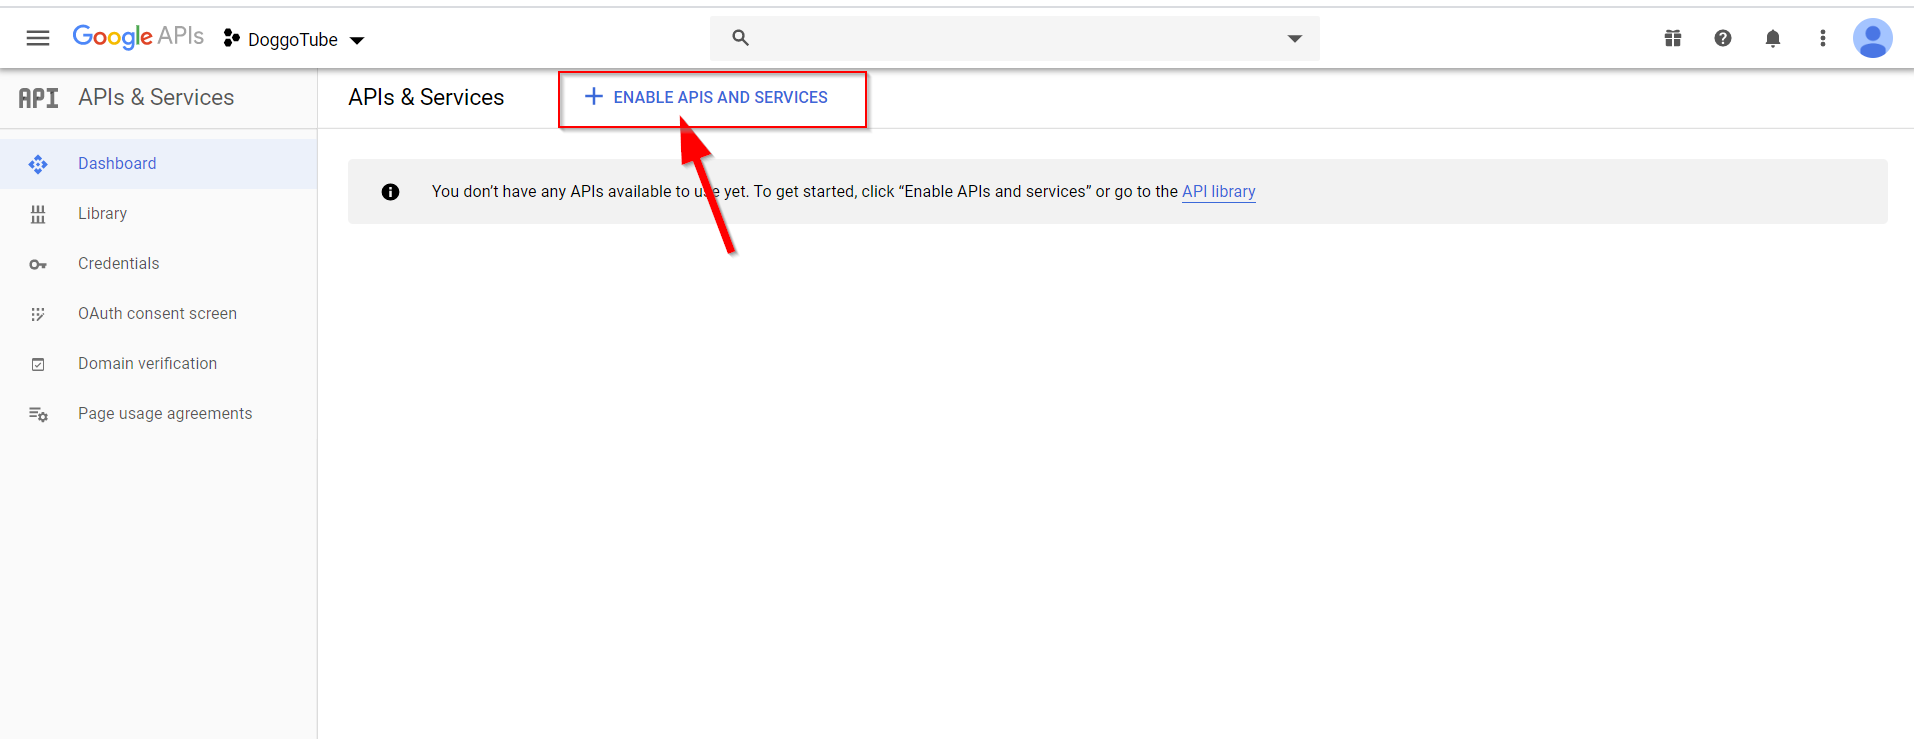 Google APIs DoggoTube
API APIs & Services
APIs & Services
ENABLE APIS AND SERVICES
Dashboard
You don’t have any APIs available to use yet. To get started, click “Enable APIs and services” or go to the API library
Library
Credentials
OAuth consent screen
Domain verification
Page usage agreements